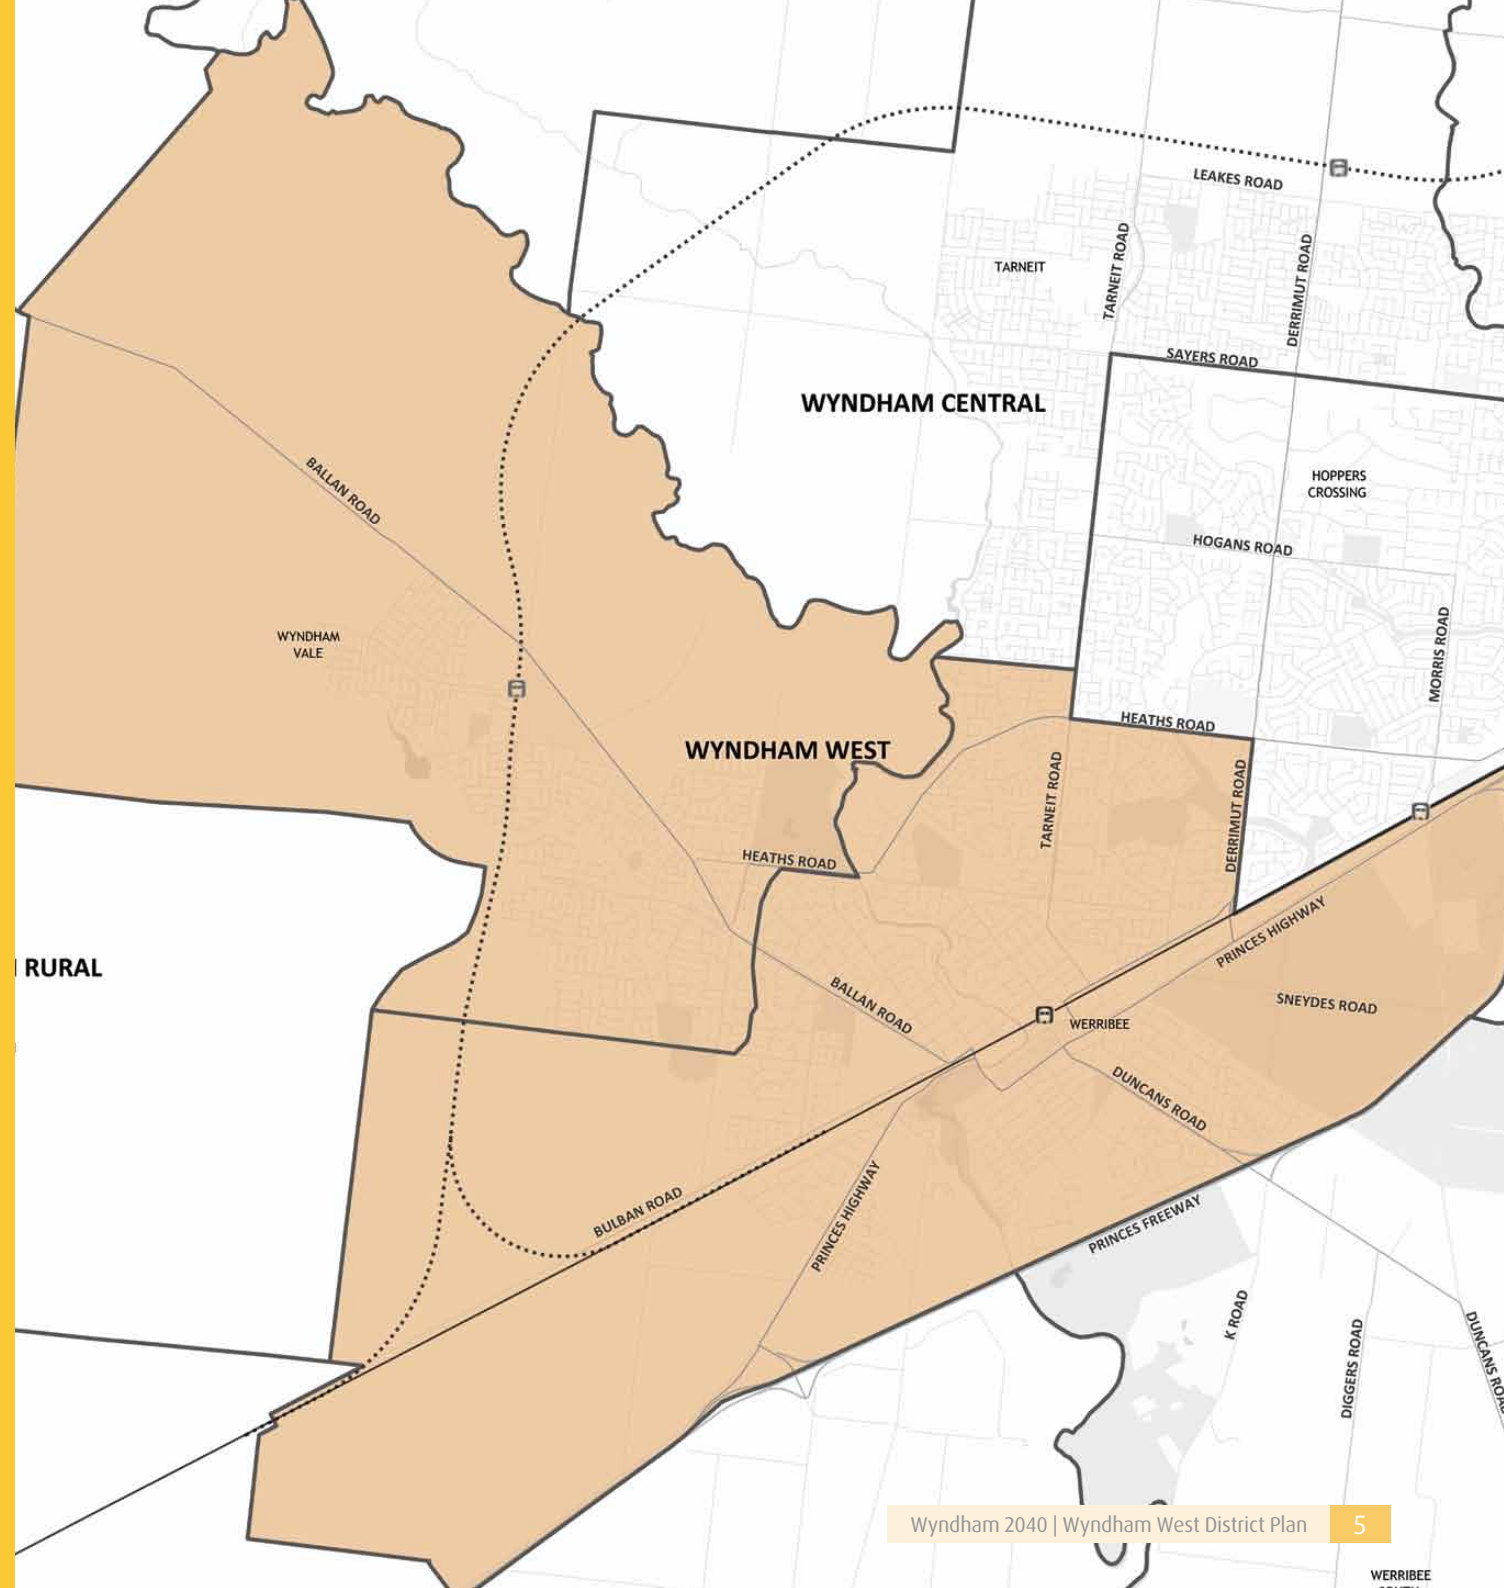 LEAKES ROAD
TARNEIT
TARNEIT ROAD
DERRIMUT ROAD
SAYERS ROAD
WYNDHAM CENTRAL
BALLAN ROAD
HOPPERS
CROSSING
HOGANS ROAD
WYNDHAM
VALE
MORRIS ROAD
HEATHS ROAD
WYNDHAM WEST
TARNEIT ROAD
DERRIMUT ROAD
HEATHS ROAD
PRINCES HIGHWAY
RURAL
BALLAN ROAD
SNEYDES ROAD
WERRIBEE
DUNCANS ROAD
BULBAN ROAD
PRINCES HIGHWAY
PRINCES FREEWAY
K ROAD
DIGGERS ROAD
DUNCANS ROAD
Wyndham 2040 | Wyndham West District Plan 5
WERRIBEE